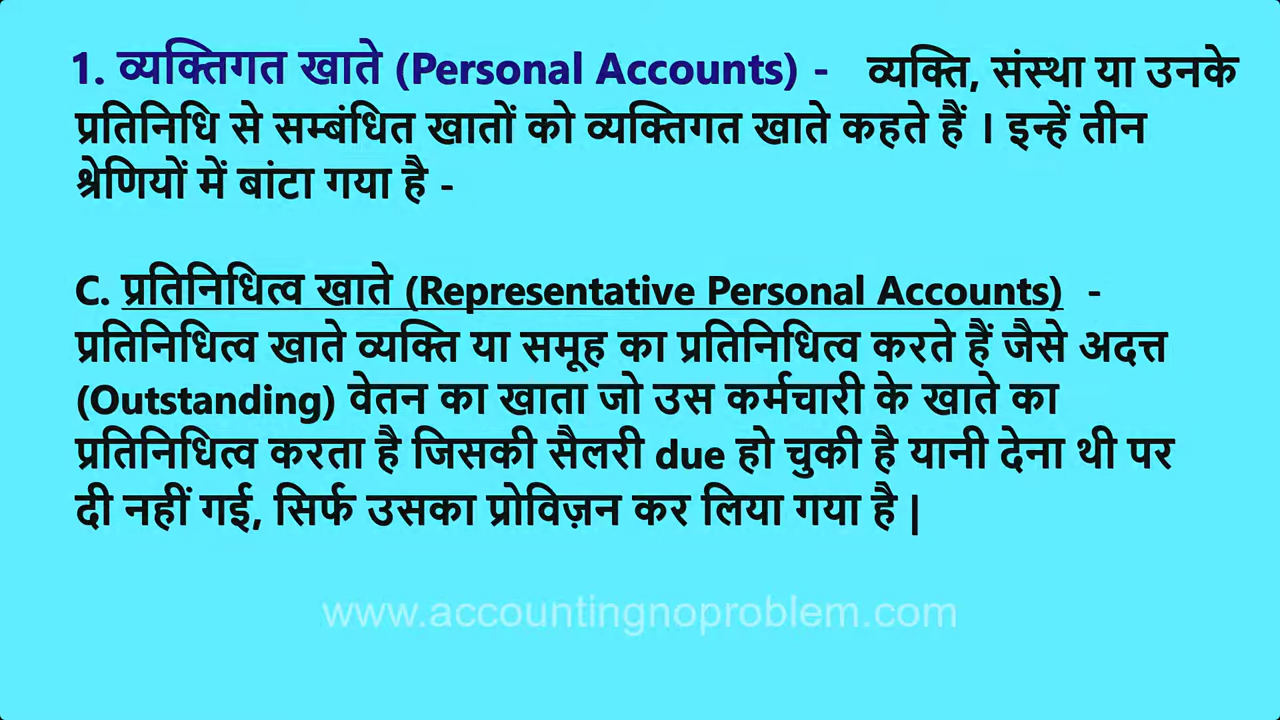 1. व्यक्तिगत खाते (Personal Accounts) - व्यक्ति, संस्था या उनके
प्रतिनिधि से सम्बंधित खातों को व्यक्तिगत खाते कहते हैं । इन्हें तीन
श्रेणियों में बांटा गया है -
C. प्रतिनिधित्व खाते (Representative Personal Accounts) -
प्रतिनिधित्व खाते व्यक्ति या समूह का प्रतिनिधित्व करते हैं जैसे अदत्त
(Outstanding) वेतन का खाता जो उस कर्मचारी के खाते का
प्रतिनिधित्व करता है जिसकी सैलरी due हो चुकी है यानी देना थी पर
दी नहीं गई, सिर्फ उसका प्रोविज़न कर लिया गया है |
www.accountingnoproblem.com